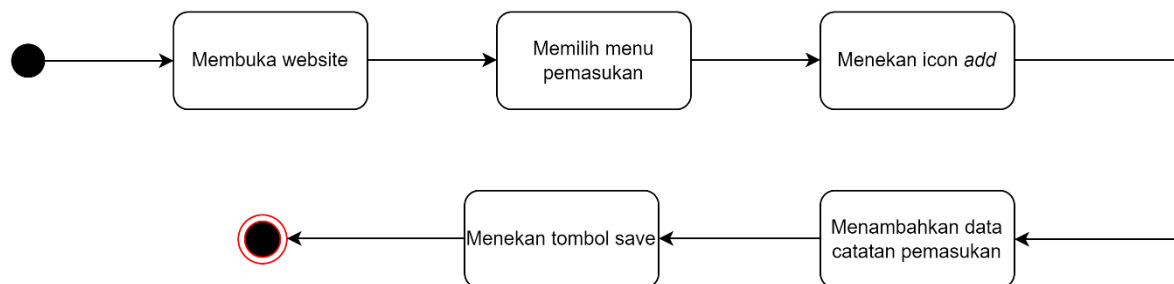 Membuka website
Memilih menu
pemasukan
Menekan icon add
Menambahkan data
catatan pemasukan
Menekan tombol save